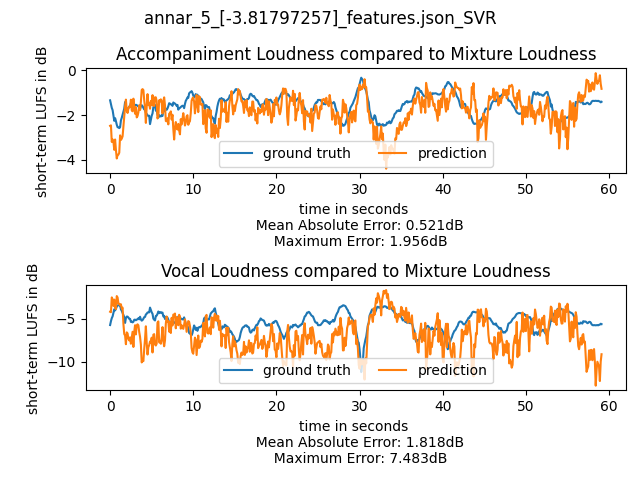 annar_5_[-3.81797257]_features.json_SVR
Accompaniment Loudness compared to Mixture Loudness
short-term LUFS in dB
0
−2
−4
ground truth
prediction
0 10 20 30 40 50 60
time in seconds
Mean Absolute Error: 0.521dB
Maximum Error: 1.956dB
Vocal Loudness compared to Mixture Loudness
short-term LUFS in dB
−5
−10
ground truth
prediction
0 10 20 30 40 50 60
time in seconds
Mean Absolute Error: 1.818dB
Maximum Error: 7.483dB